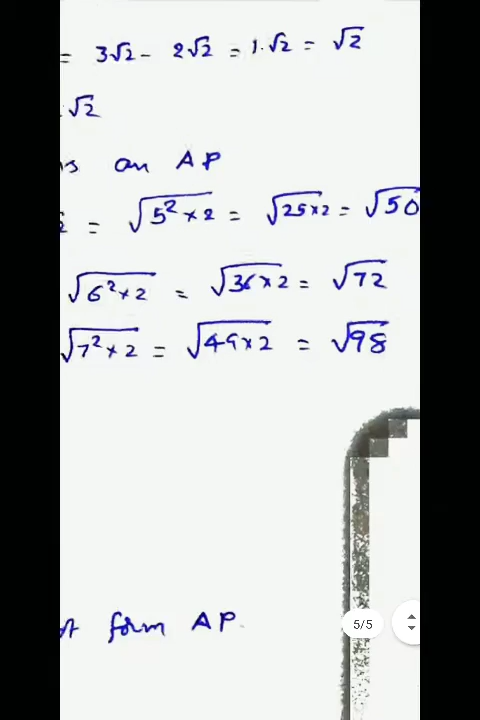 = 3√2 - 2√2 = 1·√2 = √2
√2
an AP
= √5² × 2 = √25×2 = √50
√6² × 2 = √36×2 = √72
√7² × 2 = √49×2 = √98
form AP.
5/5